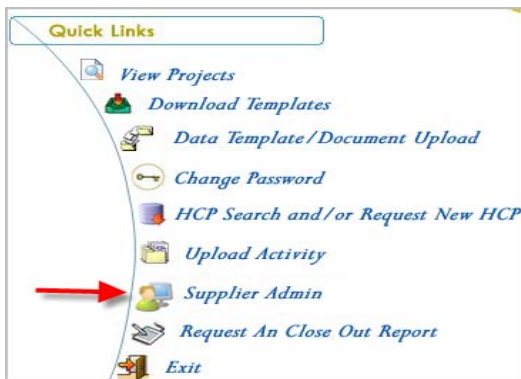 Quick Links
View Projects
Download Templates
Data Template/Document Upload
Change Password
HCP Search and/or Request New HCP
Upload Activity
Supplier Admin
Request An Close Out Report
Exit